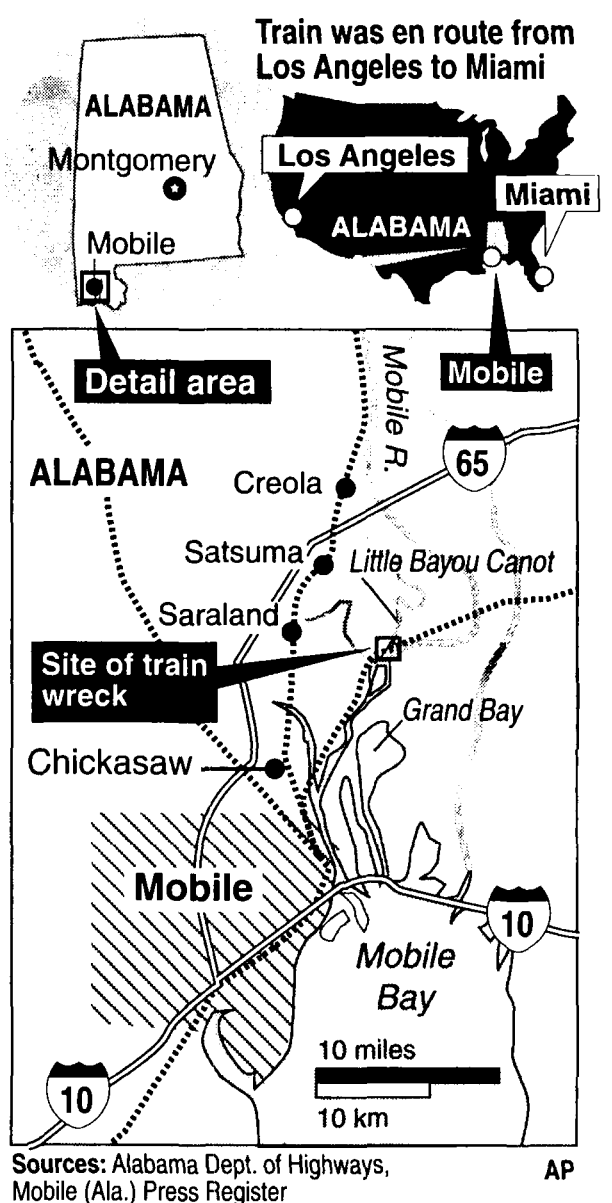 Train was en route from
Los Angeles to Miami
ALABAMA
Montgomery
Mobile
Los Angeles
Miami
ALABAMA
Detail area
Mobile
Mobile R.
ALABAMA
65
Creola
Satsuma
Little Bayou Canot
Saraland
Site of train
wreck
Grand Bay
Chickasaw
Mobile
10
Mobile
Bay
10 miles
10
10 km
Sources: Alabama Dept. of Highways,
Mobile (Ala.) Press Register
AP